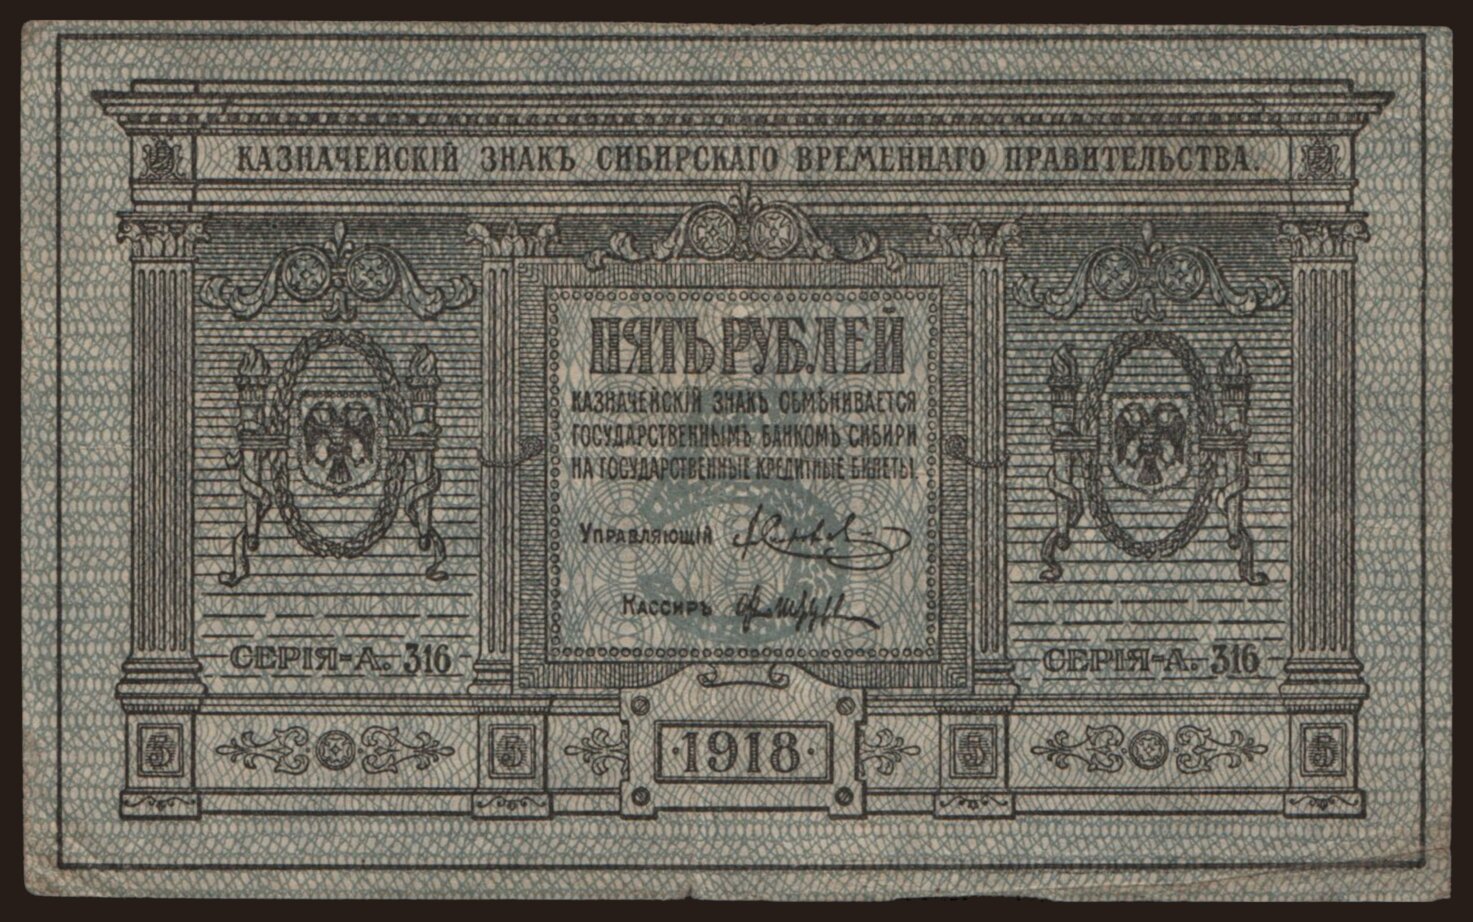 КАЗНАЧЕЙСКІЙ ЗНАКЪ СИБИРСКАГО ВРЕМЕННАГО ПРАВИТЕЛЬСТВА.
ПЯТЬ РУБЛЕЙ
КАЗНАЧЕЙСКІЙ ЗНАКЪ ОБМѢНИВАЕТСЯ
ГОСУДАРСТВЕННЫМЪ БАНКОМЪ СИБИРИ
НА ГОСУДАРСТВЕННЫЕ КРЕДИТНЫЕ БИЛЕТЫ.
УПРАВЛЯЮЩІЙ
КАССИРЪ
СЕРІЯ-А. 316
СЕРІЯ-А. 316
5
5
·1918·
5
5